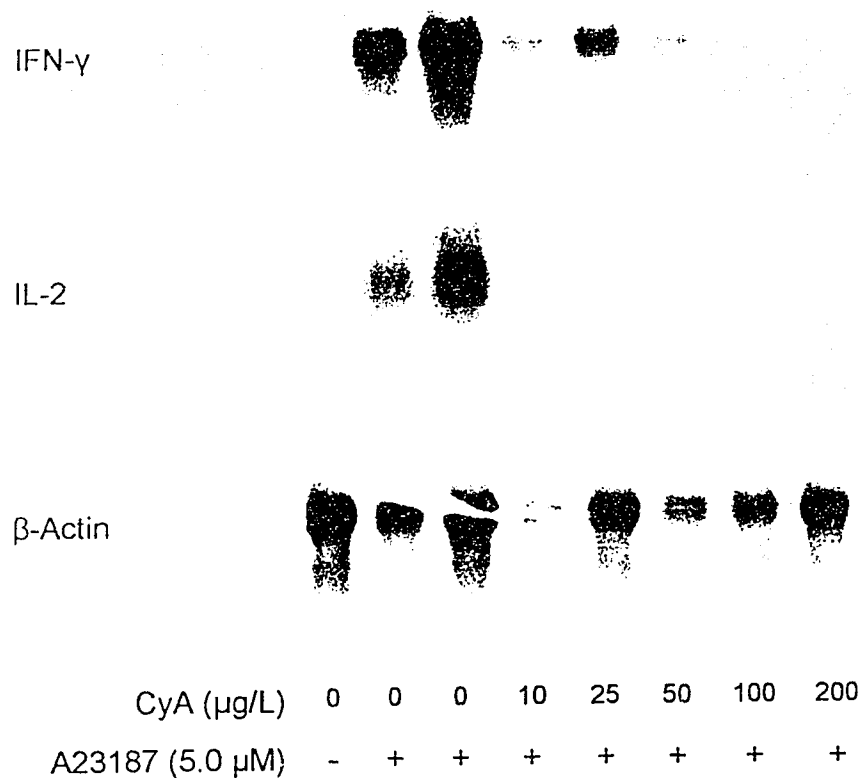 IFN-γ
IL-2
β-Actin
CyA (µg/L) 0 0 0 10 25 50 100 200
A23187 (5.0 µM) - + + + + + + +